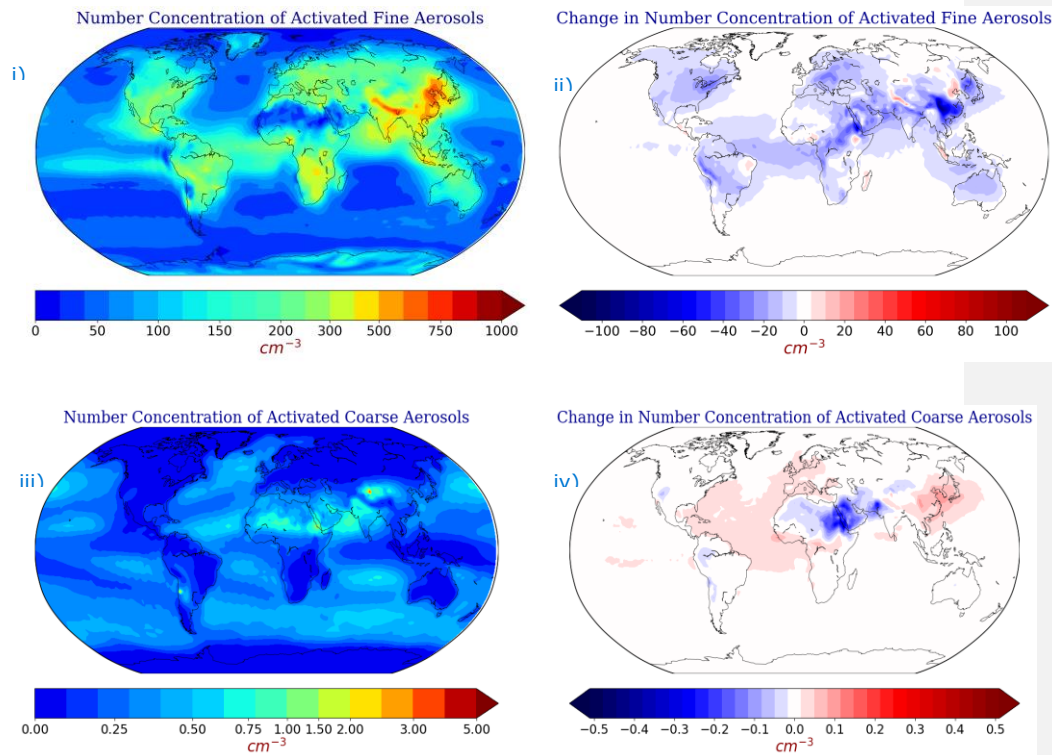 Number Concentration of Activated Fine Aerosols
Change in Number Concentration of Activated Fine Aerosols
i)
ii)
0 50 100 150 200 300 500 750 1000
cm⁻³
−100 −80 −60 −40 −20 0 20 40 60 80 100
cm⁻³
Number Concentration of Activated Coarse Aerosols
Change in Number Concentration of Activated Coarse Aerosols
iii)
iv)
0.00 0.25 0.50 0.75 1.00 1.50 2.00 3.00 5.00
cm⁻³
−0.5 −0.4 −0.3 −0.2 −0.1 0.0 0.1 0.2 0.3 0.4 0.5
cm⁻³